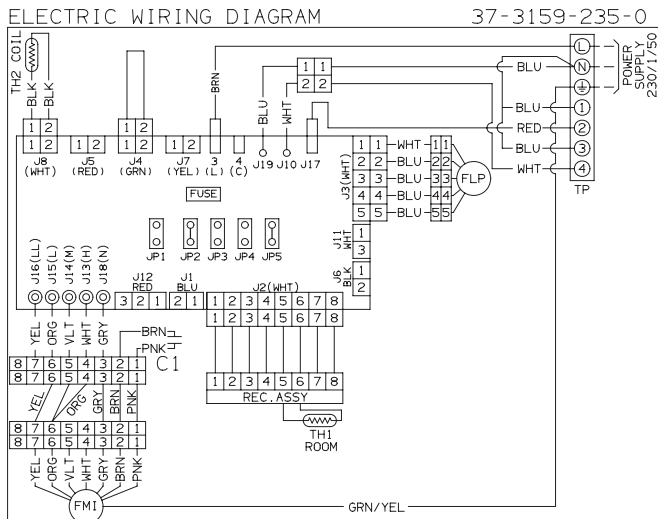 ELECTRIC WIRING DIAGRAM 37-3159-235-0
TH2 COIL
BLK
BLK
BRN
BLU
WHT
1 1
2 2
BLU
L
N
POWER SUPPLY 230/1/50
BLU 1
RED 2
BLU 3
WHT 4
TP
1 2
1 2
J8 (WHT)
1 2
J5 (RED)
1 2
1 2
J4 (GRN)
1 2
J7 (YEL)
3 (L)
4 (C)
J19
J10
J17
FUSE
J3(WHT)
1 1 WHT 1 1
2 2 BLU 2 2
3 3 BLU 3 3
4 4 BLU 4 4
5 5 BLU 5 5
FLP
JP1 JP2 JP3 JP4 JP5
J11 WHT
1
3
J6 BLK
1
2
J16(LL)
J15(L)
J14(M)
J13(H)
J18(N)
J12 RED
3 2 1
J1 BLU
2 1
J2(WHT)
1 2 3 4 5 6 7 8
1 2 3 4 5 6 7 8
YEL
ORG
VLT
WHT
GRY
BRN
PNK
C1
8 7 6 5 4 3 2 1
8 7 6 5 4 3 2 1
YEL
ORG
GRY
BRN
PNK
1 2 3 4 5 6 7 8
REC.ASSY
TH1 ROOM
8 7 6 5 4 3 2 1
8 7 6 5 4 3 2 1
YEL
ORG
VLT
WHT
GRY
BRN
PNK
FMI
GRN/YEL